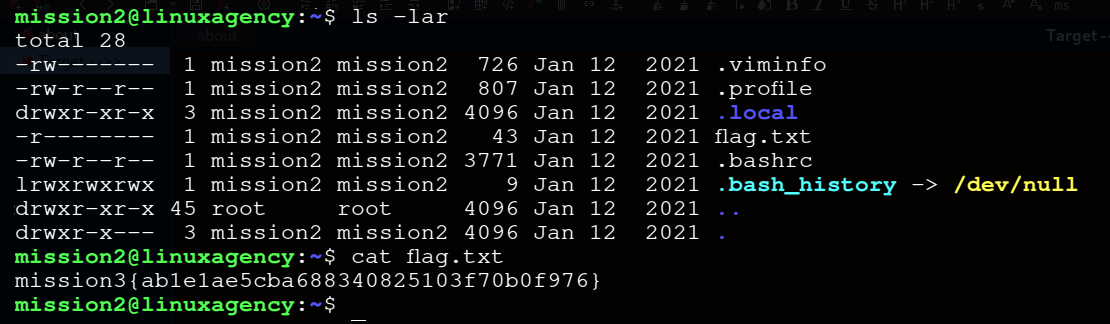 mission2@linuxagency:~$ ls -lar
total 28
-rw------- 1 mission2 mission2 726 Jan 12 2021 .viminfo
-rw-r--r-- 1 mission2 mission2 807 Jan 12 2021 .profile
drwxr-xr-x 3 mission2 mission2 4096 Jan 12 2021 .local
-r-------- 1 mission2 mission2 43 Jan 12 2021 flag.txt
-rw-r--r-- 1 mission2 mission2 3771 Jan 12 2021 .bashrc
lrwxrwxrwx 1 mission2 mission2 9 Jan 12 2021 .bash_history -> /dev/null
drwxr-xr-x 45 root root 4096 Jan 12 2021 ..
drwxr-x--- 3 mission2 mission2 4096 Jan 12 2021 .
mission2@linuxagency:~$ cat flag.txt
mission3{ab1e1ae5cba688340825103f70b0f976}
mission2@linuxagency:~$ _
about
about
Target